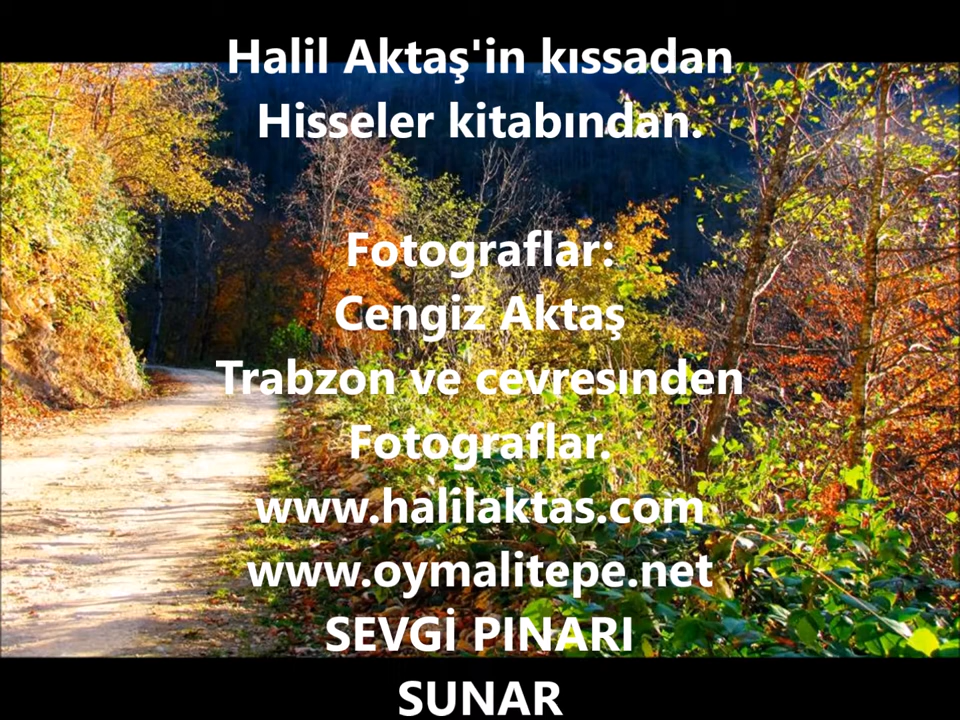 Halil Aktaş'in kıssadan
Hisseler kitabından.
Fotograflar:
Cengiz Aktaş
Trabzon ve cevresınden
Fotograflar.
www.halilaktas.com
www.oymalitepe.net
SEVGİ PINARI
SUNAR